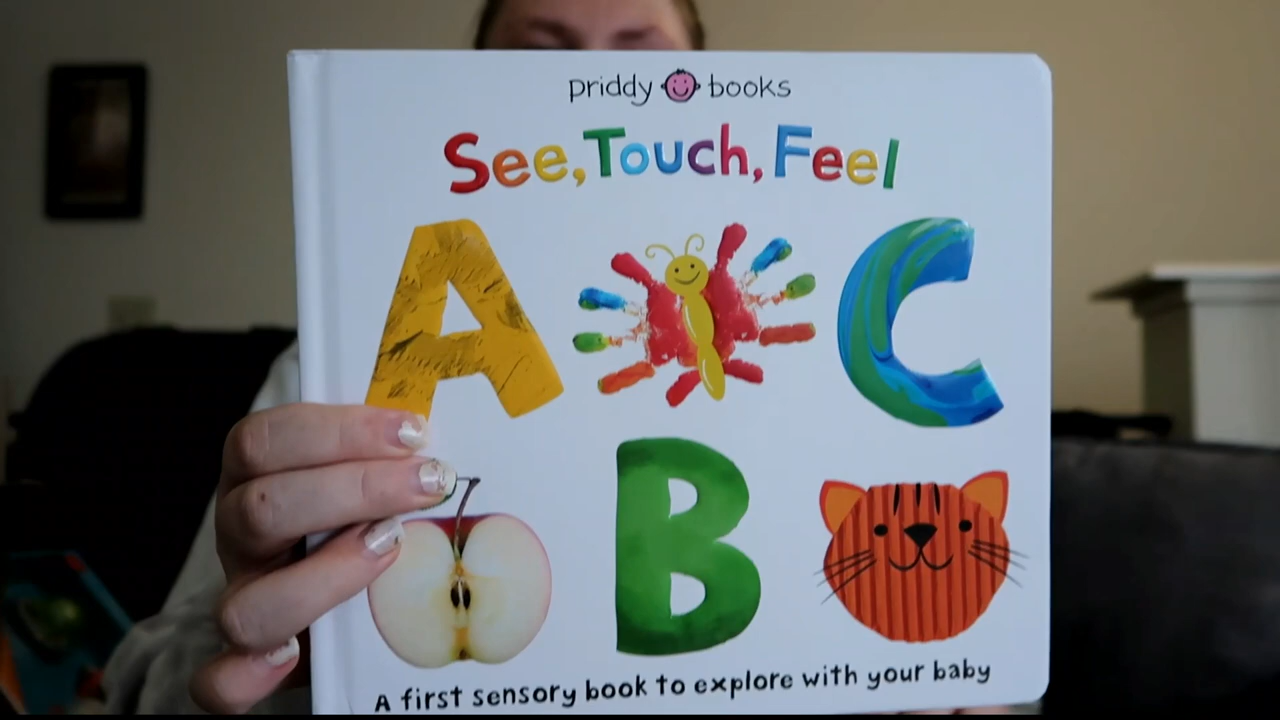 priddy books
See, Touch, Feel
A C
B
A first sensory book to explore with your baby